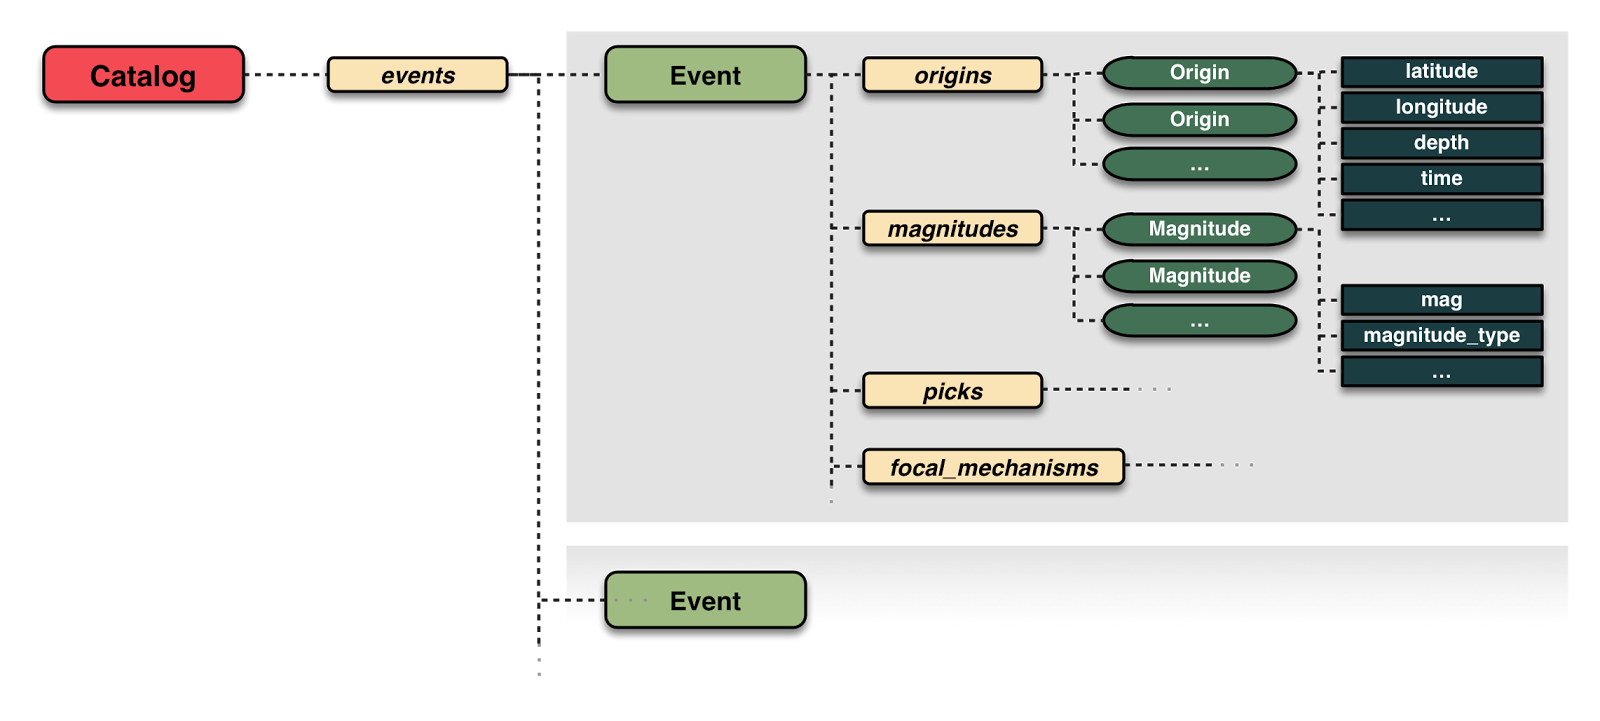 Catalog
events
Event
origins
Origin
Origin
...
latitude
longitude
depth
time
...
magnitudes
Magnitude
Magnitude
...
mag
magnitude_type
...
picks
focal_mechanisms
Event